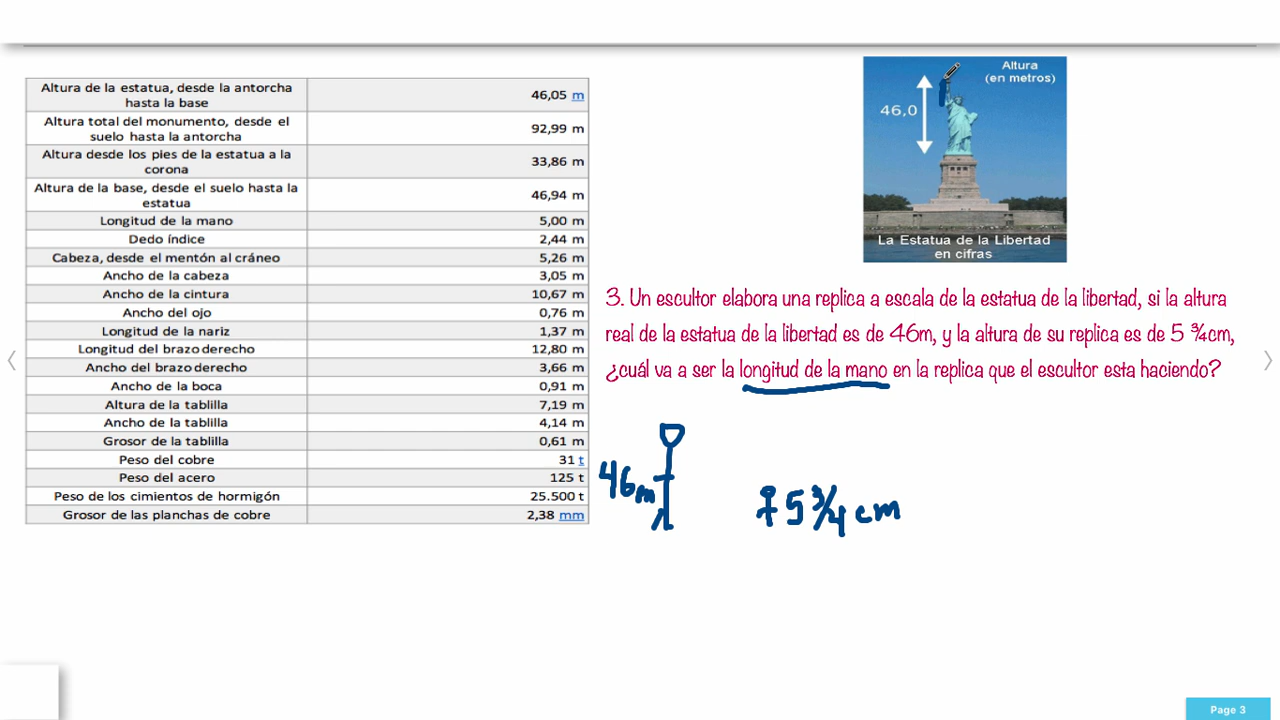 Altura de la estatua, desde la antorcha
hasta la base
46,05 m
Altura total del monumento, desde el
suelo hasta la antorcha
92,99 m
Altura desde los pies de la estatua a la
corona
33,86 m
Altura de la base, desde el suelo hasta la
estatua
46,94 m
Longitud de la mano 5,00 m
Dedo índice 2,44 m
Cabeza, desde el mentón al cráneo 5,26 m
Ancho de la cabeza 3,05 m
Ancho de la cintura 10,67 m
Ancho del ojo 0,76 m
Longitud de la nariz 1,37 m
Longitud del brazo derecho 12,80 m
Ancho del brazo derecho 3,66 m
Ancho de la boca 0,91 m
Altura de la tablilla 7,19 m
Ancho de la tablilla 4,14 m
Grosor de la tablilla 0,61 m
Peso del cobre 31 t
Peso del acero 125 t
Peso de los cimientos de hormigón 25.500 t
Grosor de las planchas de cobre 2,38 mm
Altura
(en metros)
46,0
La Estatua de la Libertad
en cifras
3. Un escultor elabora una replica a escala de la estatua de la libertad, si la altura
real de la estatua de la libertad es de 46m, y la altura de su replica es de 5 ¾cm,
¿cuál va a ser la longitud de la mano en la replica que el escultor esta haciendo?
46m
5 3/4 cm
Page 3